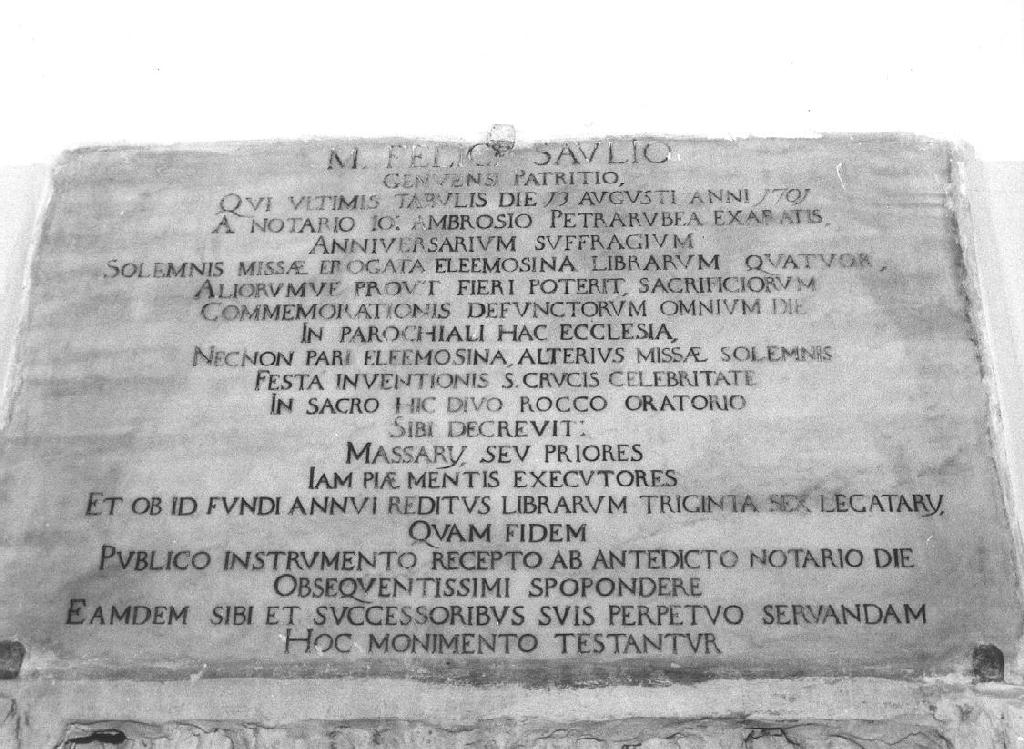 M. FELICI SAVLIO
GENVENSI PATRITIO,
QVI VLTIMIS TABVLIS DIE 13 AVGVSTI ANNI 1701
A NOTARIO IO: AMBROSIO PETRARVBEA EXARATIS.
ANNIVERSARIVM SVFFRAGIVM
SOLEMNIS MISSÆ EROGATA ELEEMOSINA LIBRARVM QVATVOR,
ALIORVMVE PROVT FIERI POTERIT, SACRIFICIORVM
COMMEMORATIONIS DEFVNCTORVM OMNIVM DIE
IN PAROCHIALI HAC ECCLESIA,
NECNON PARI ELEEMOSINA, ALTERIVS MISSÆ SOLEMNIS
FESTA INVENTIONIS S. CRVCIS CELEBRITATE
IN SACRO HIC DIVO ROCCO ORATORIO
SIBI DECREVIT:
MASSARY, SEV PRIORES
IAM PIÆ MENTIS EXECVTORES
ET OB ID FVNDI ANNVI REDITVS LIBRARVM TRIGINTA SEX LEGATARY,
QVAM FIDEM
PVBLICO INSTRVMENTO RECEPTO AB ANTEDICTO NOTARIO DIE
OBSEQVENTISSIMI SPOPONDERE
EAMDEM SIBI ET SVCCESSORIBVS SVIS PERPETVO SERVANDAM
HOC MONIMENTO TESTANTVR